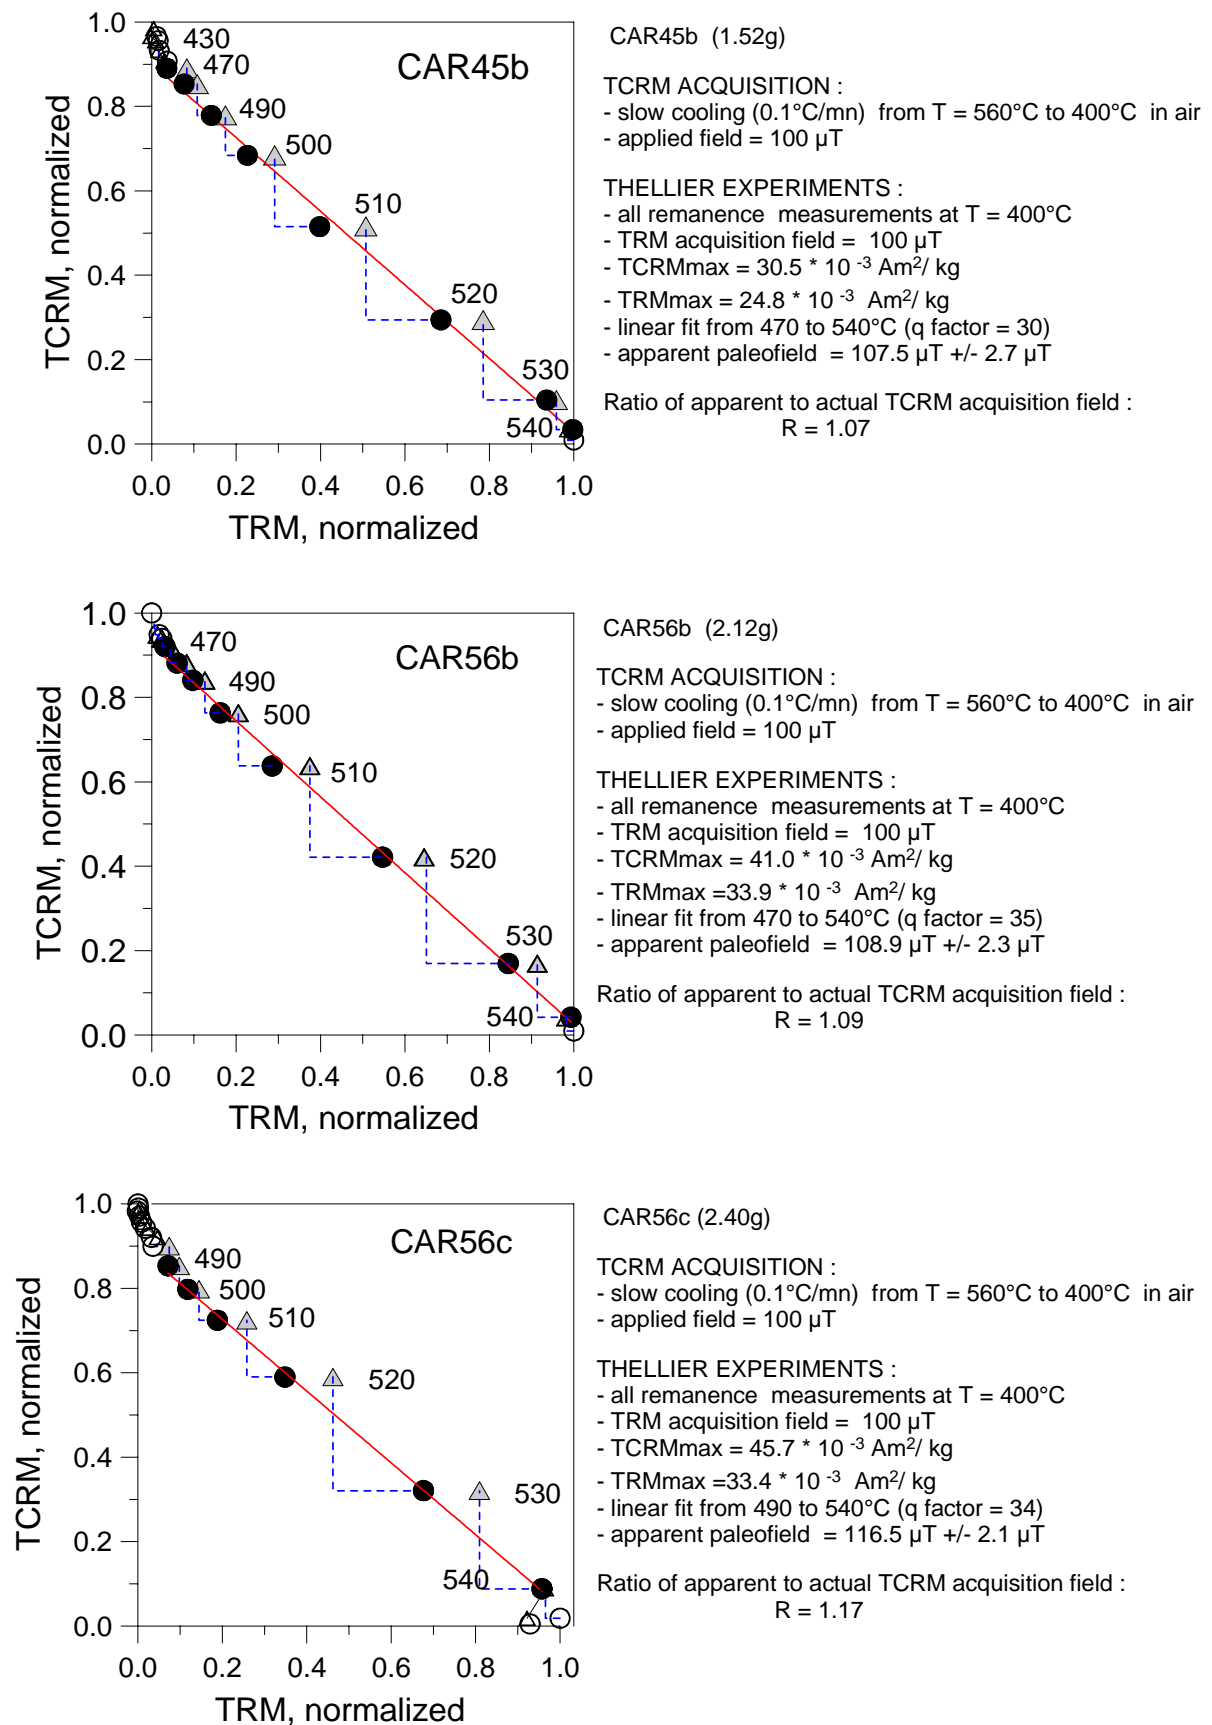 1.0
0.8
0.6
0.4
0.2
0.0
TCRM, normalized
430
470
490
500
510
520
530
540
CAR45b
0.0 0.2 0.4 0.6 0.8 1.0
TRM, normalized
CAR45b (1.52g)
TCRM ACQUISITION :
- slow cooling (0.1°C/mn) from T = 560°C to 400°C in air
- applied field = 100 µT
THELLIER EXPERIMENTS :
- all remanence measurements at T = 400°C
- TRM acquisition field = 100 µT
- TCRMmax = 30.5 * 10 -3 Am2/ kg
- TRMmax = 24.8 * 10 -3 Am2/ kg
- linear fit from 470 to 540°C (q factor = 30)
- apparent paleofield = 107.5 µT +/- 2.7 µT
Ratio of apparent to actual TCRM acquisition field :
R = 1.07
1.0
0.8
0.6
0.4
0.2
0.0
TCRM, normalized
470
490
500
510
520
530
540
CAR56b
0.0 0.2 0.4 0.6 0.8 1.0
TRM, normalized
CAR56b (2.12g)
TCRM ACQUISITION :
- slow cooling (0.1°C/mn) from T = 560°C to 400°C in air
- applied field = 100 µT
THELLIER EXPERIMENTS :
- all remanence measurements at T = 400°C
- TRM acquisition field = 100 µT
- TCRMmax = 41.0 * 10 -3 Am2/ kg
- TRMmax =33.9 * 10 -3 Am2/ kg
- linear fit from 470 to 540°C (q factor = 35)
- apparent paleofield = 108.9 µT +/- 2.3 µT
Ratio of apparent to actual TCRM acquisition field :
R = 1.09
1.0
0.8
0.6
0.4
0.2
0.0
TCRM, normalized
490
500
510
520
530
540
CAR56c
0.0 0.2 0.4 0.6 0.8 1.0
TRM, normalized
CAR56c (2.40g)
TCRM ACQUISITION :
- slow cooling (0.1°C/mn) from T = 560°C to 400°C in air
- applied field = 100 µT
THELLIER EXPERIMENTS :
- all remanence measurements at T = 400°C
- TRM acquisition field = 100 µT
- TCRMmax = 45.7 * 10 -3 Am2/ kg
- TRMmax =33.4 * 10 -3 Am2/ kg
- linear fit from 490 to 540°C (q factor = 34)
- apparent paleofield = 116.5 µT +/- 2.1 µT
Ratio of apparent to actual TCRM acquisition field :
R = 1.17